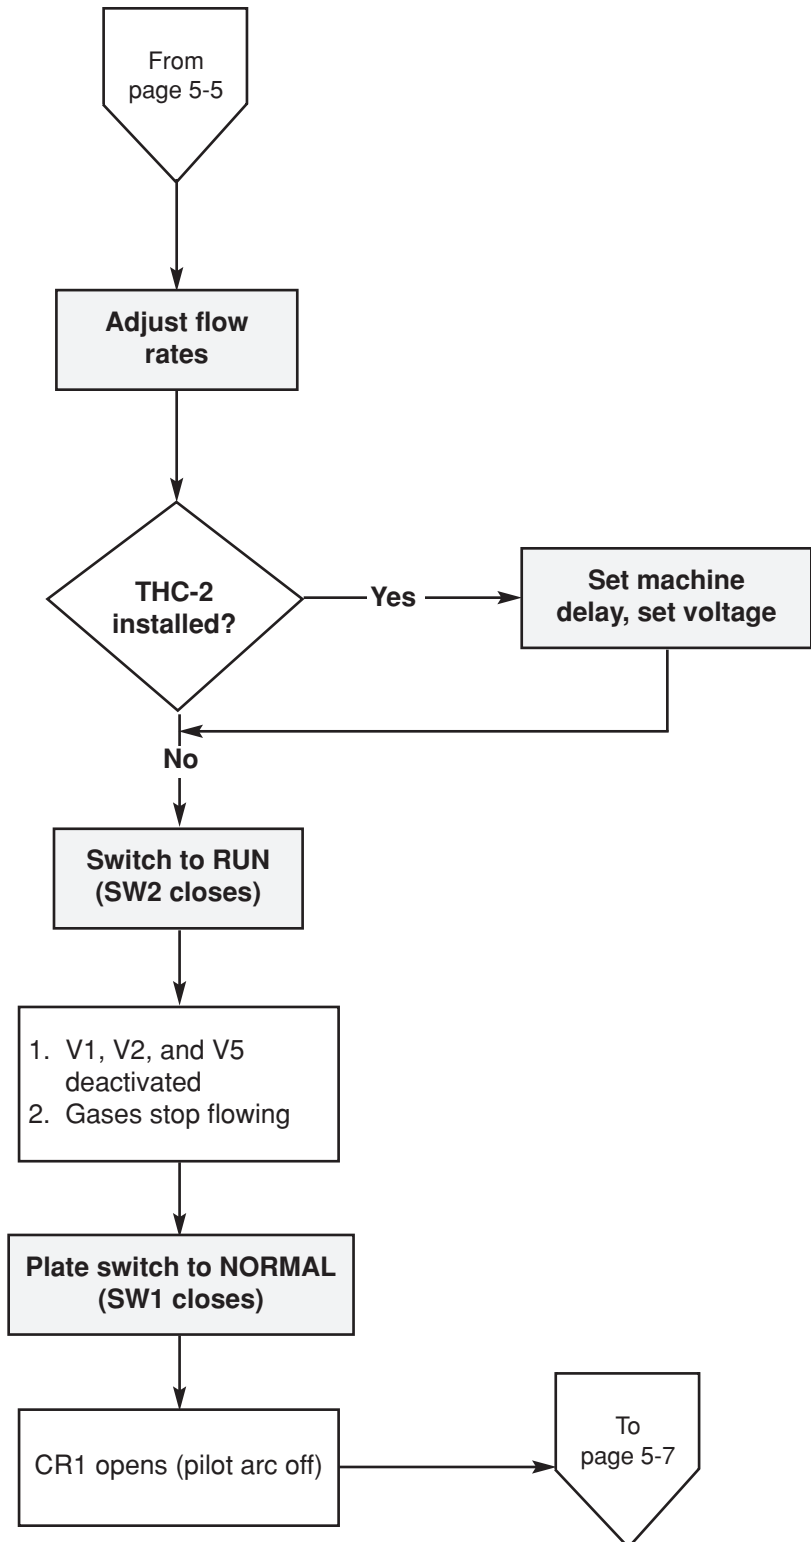 From
page 5-5
Adjust flow
rates
THC-2
installed?
Yes
Set machine
delay, set voltage
No
Switch to RUN
(SW2 closes)
1. V1, V2, and V5
deactivated
2. Gases stop flowing
Plate switch to NORMAL
(SW1 closes)
CR1 opens (pilot arc off)
To
page 5-7